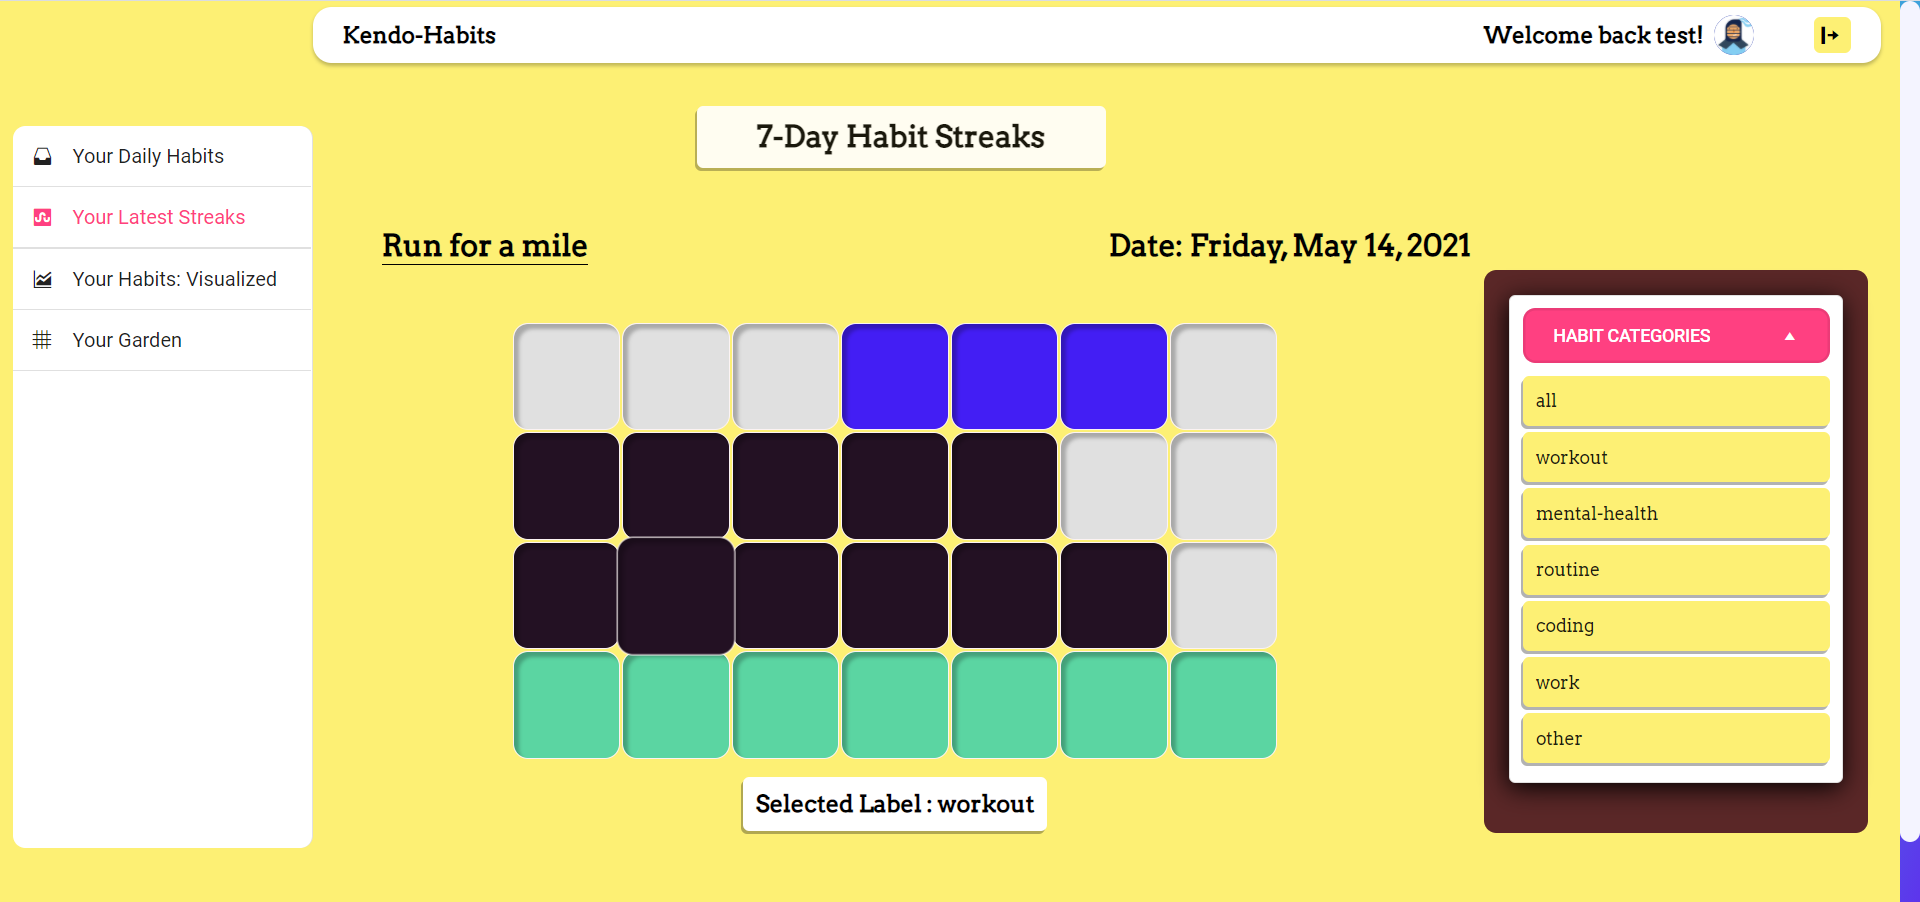 Kendo-Habits
Welcome back test!
Your Daily Habits
Your Latest Streaks
Your Habits: Visualized
Your Garden
7-Day Habit Streaks
Run for a mile
Date: Friday, May 14, 2021
HABIT CATEGORIES
all
workout
mental-health
routine
coding
work
other
Selected Label : workout